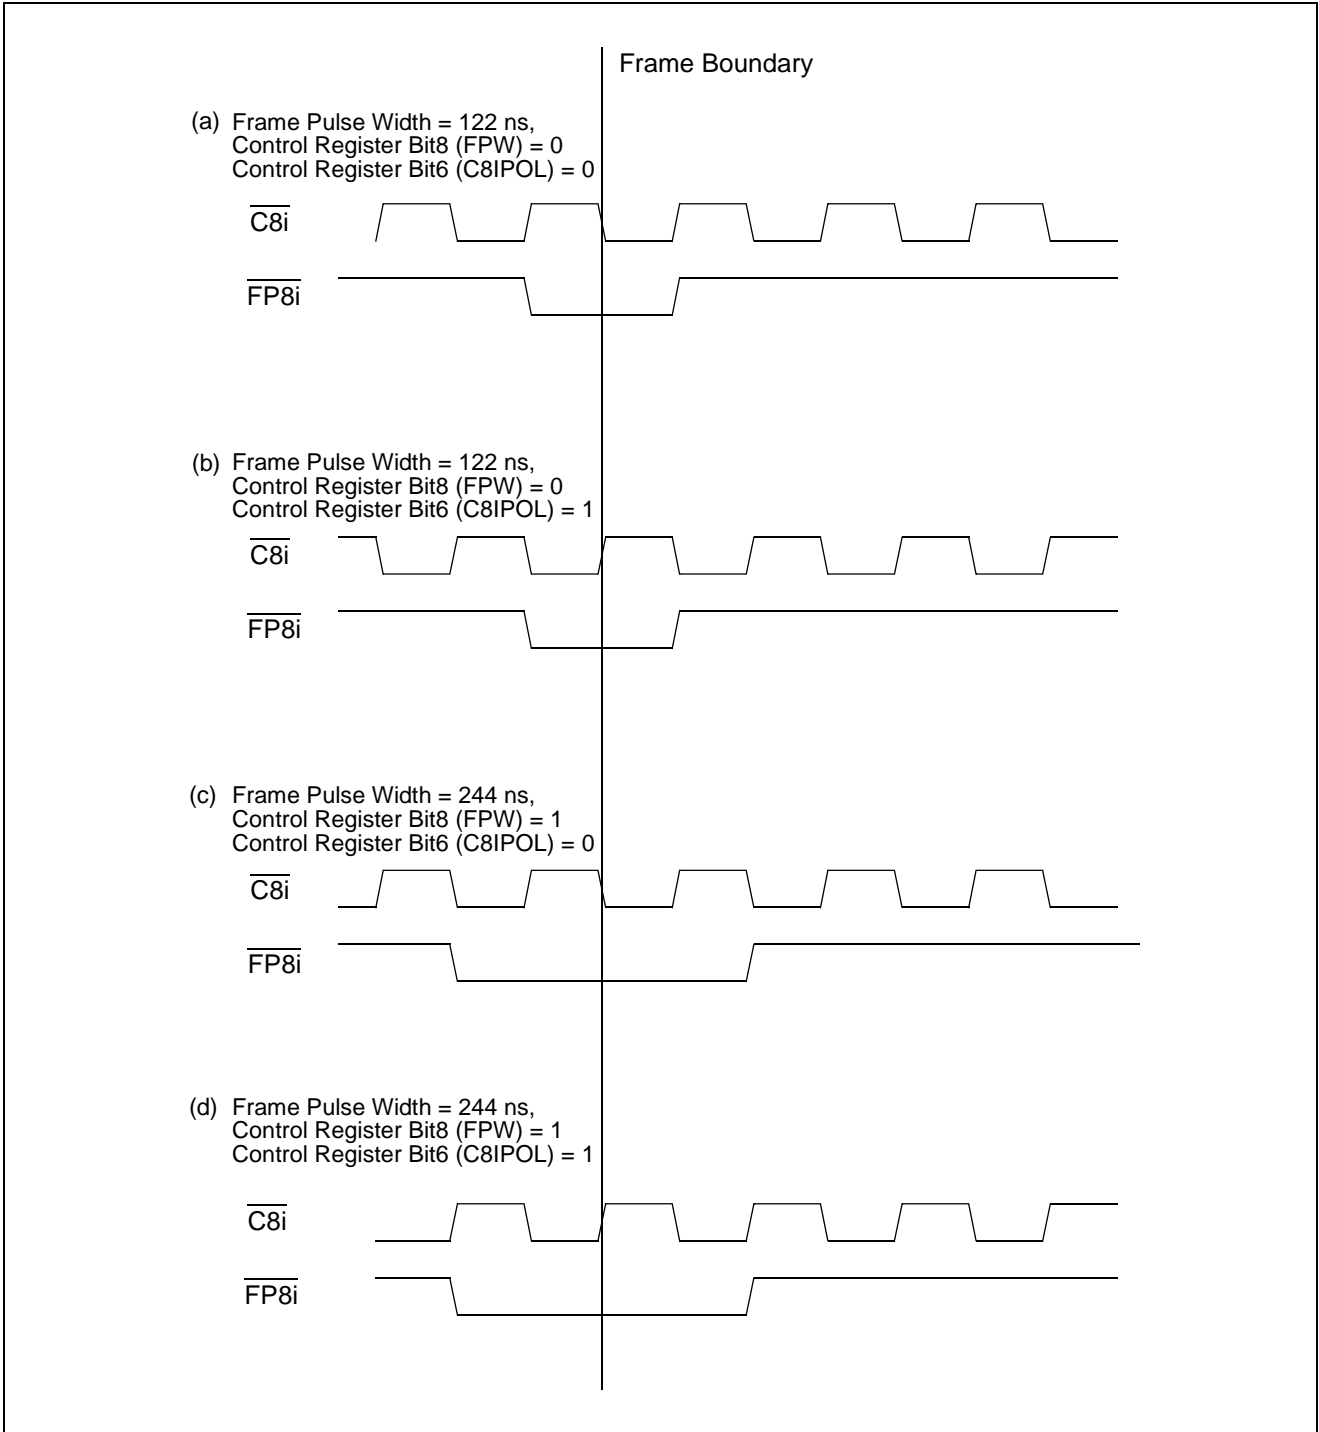 Frame Boundary
(a) Frame Pulse Width = 122 ns,
Control Register Bit8 (FPW) = 0
Control Register Bit6 (C8IPOL) = 0
C8i
FP8i
(b) Frame Pulse Width = 122 ns,
Control Register Bit8 (FPW) = 0
Control Register Bit6 (C8IPOL) = 1
C8i
FP8i
(c) Frame Pulse Width = 244 ns,
Control Register Bit8 (FPW) = 1
Control Register Bit6 (C8IPOL) = 0
C8i
FP8i
(d) Frame Pulse Width = 244 ns,
Control Register Bit8 (FPW) = 1
Control Register Bit6 (C8IPOL) = 1
C8i
FP8i